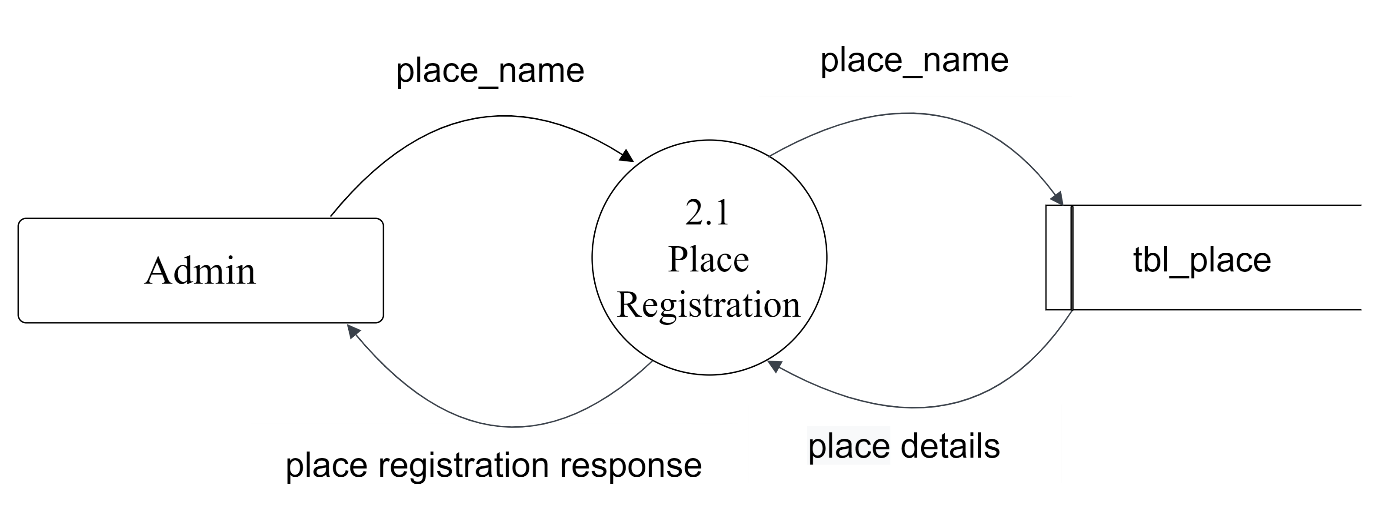 place_name
place_name
Admin
2.1
Place
Registration
tbl_place
place registration response
place details